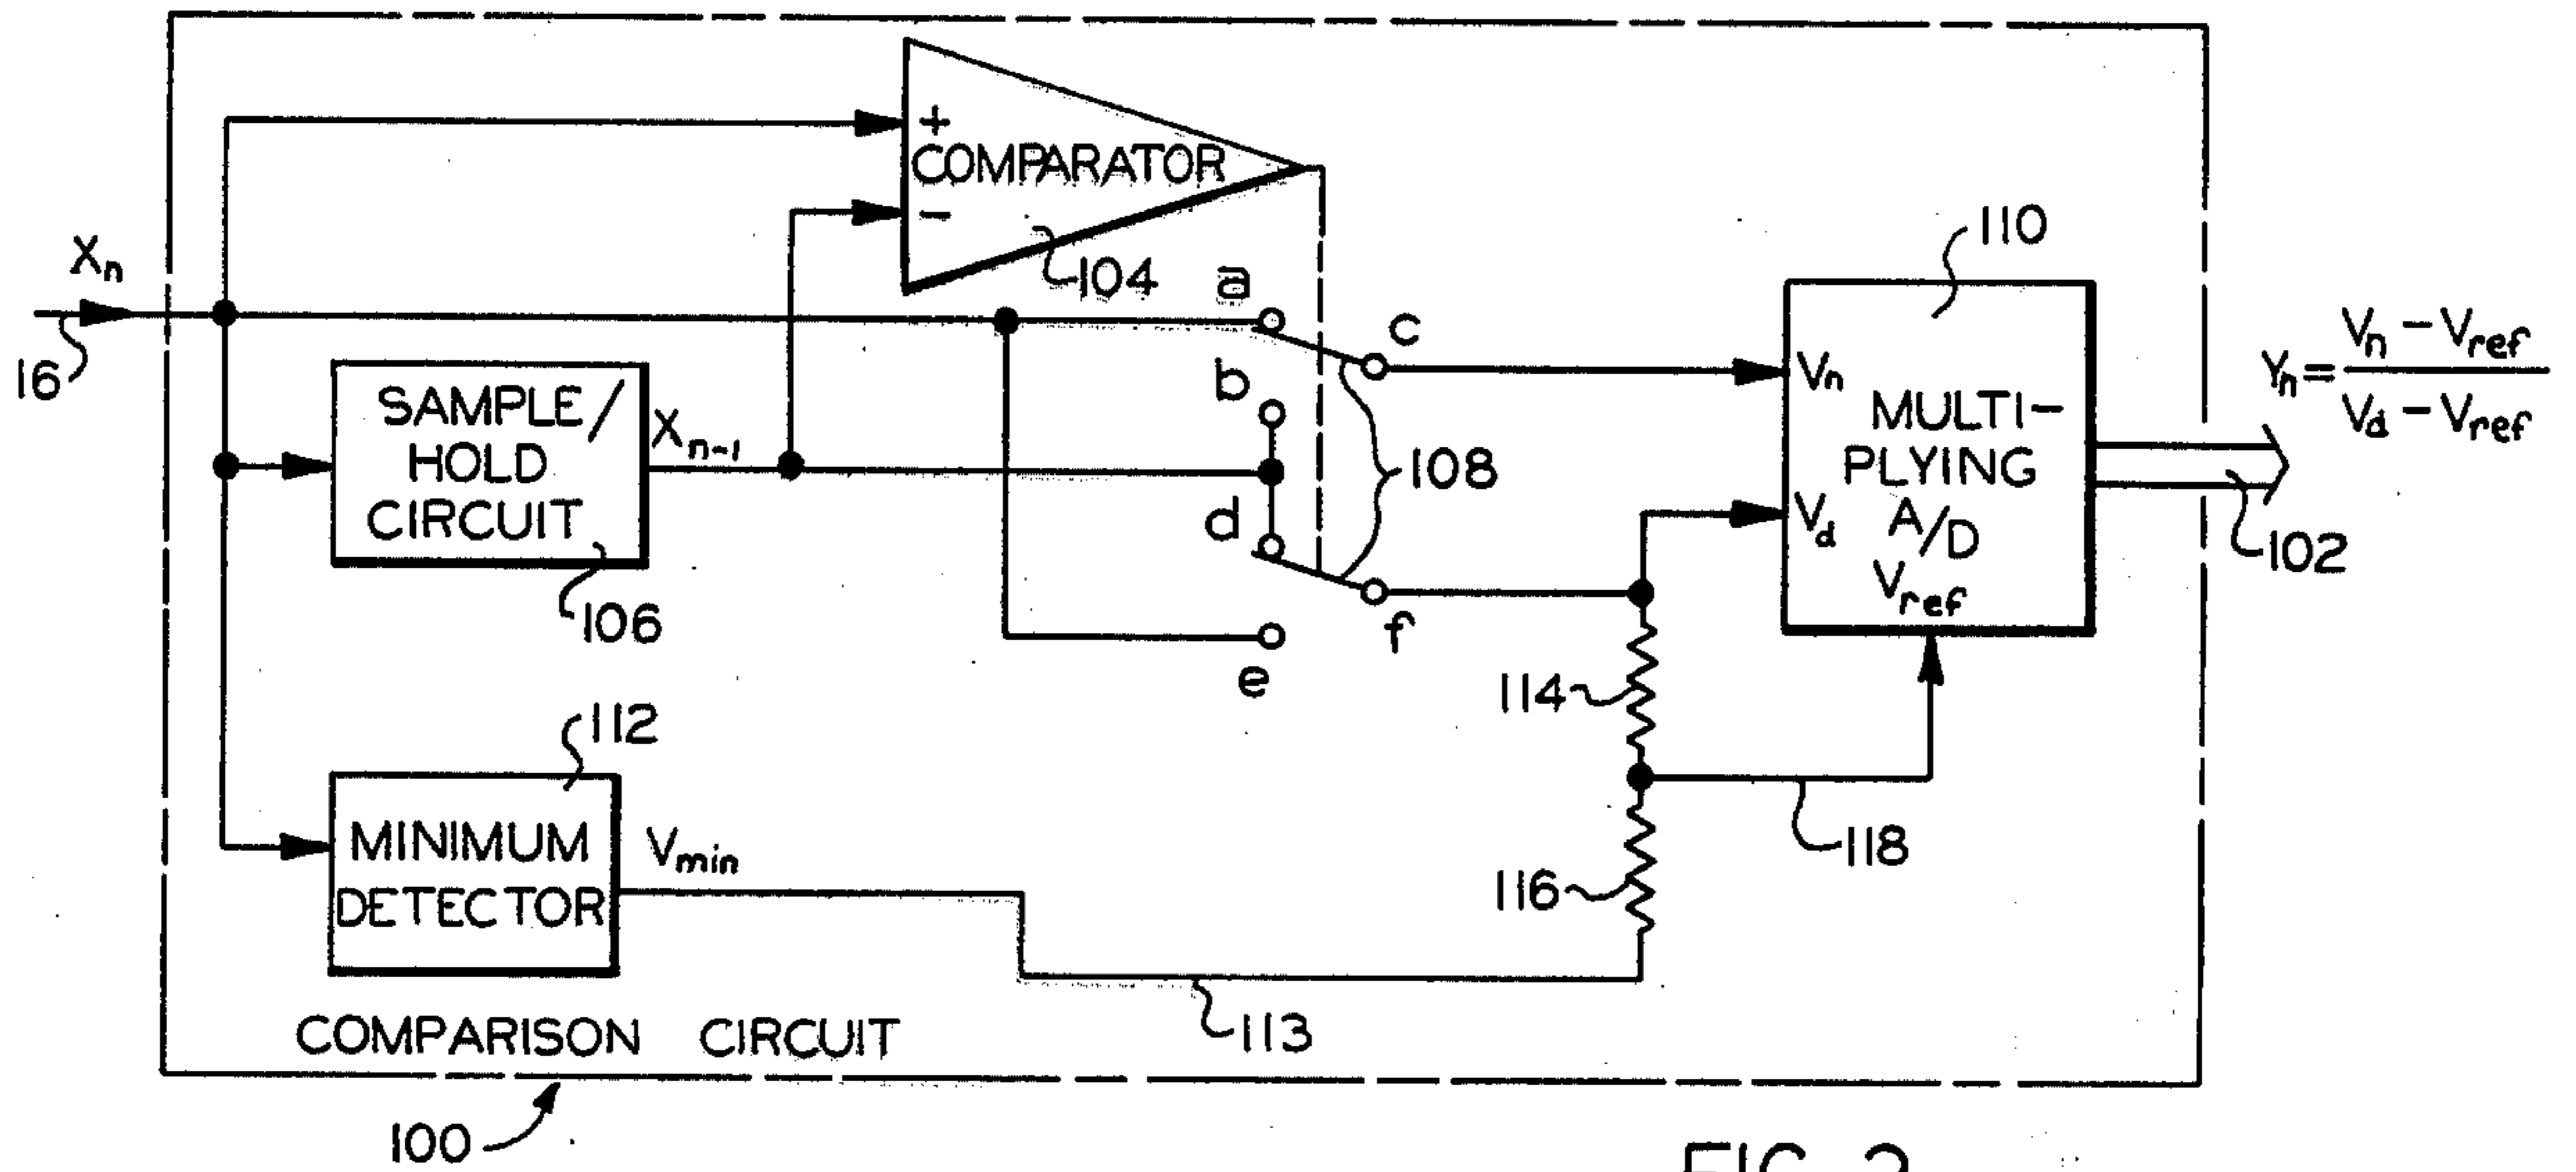 +
COMPARATOR
−
104
Xn
16
a
b
c
d
e
f
108
SAMPLE/
HOLD
CIRCUIT
106
Xn-1
110
Vn
MULTI-
PLYING
A/D
Vd
Vref
Yn = Vn − Vref
Vd − Vref
102
112
MINIMUM
DETECTOR
Vmin
114
116
118
113
COMPARISON CIRCUIT
100